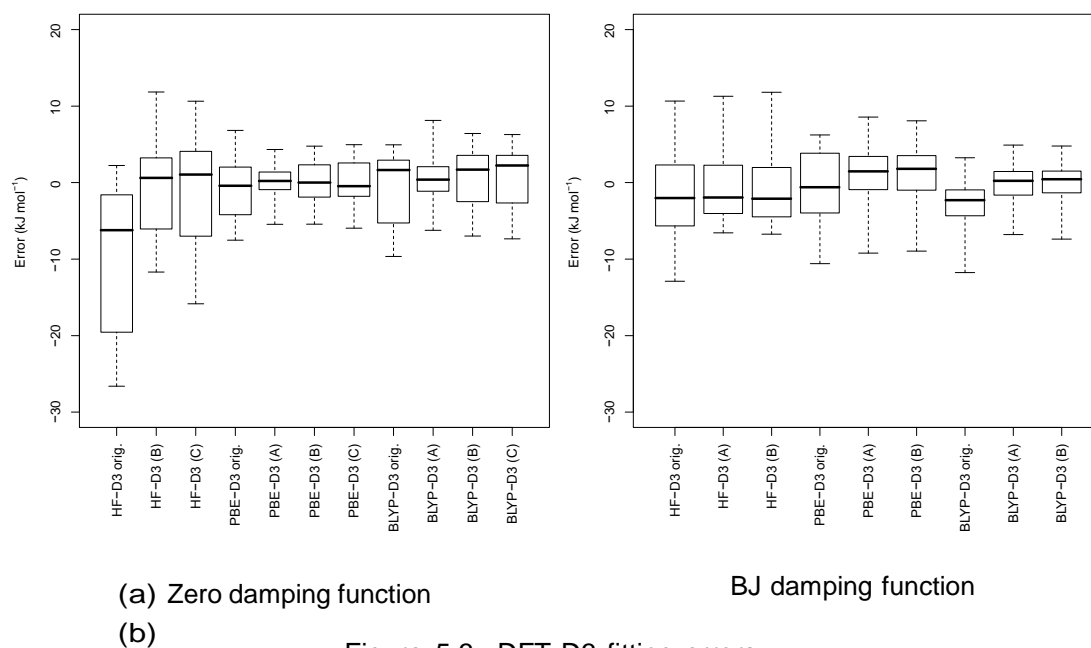 20
10
0
−10
−20
−30
Error (kJ mol⁻¹)
HF−D3 orig.
HF−D3 (B)
HF−D3 (C)
PBE−D3 orig.
PBE−D3 (A)
PBE−D3 (B)
PBE−D3 (C)
BLYP−D3 orig.
BLYP−D3 (A)
BLYP−D3 (B)
BLYP−D3 (C)
20
10
0
−10
−20
−30
Error (kJ mol⁻¹)
HF−D3 orig.
HF−D3 (A)
HF−D3 (B)
PBE−D3 orig.
PBE−D3 (A)
PBE−D3 (B)
BLYP−D3 orig.
BLYP−D3 (A)
BLYP−D3 (B)
(a) Zero damping function
BJ damping function
(b)